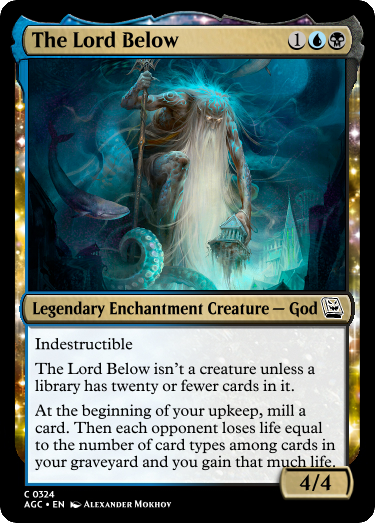 The Lord Below 1
Legendary Enchantment Creature — God
Indestructible
The Lord Below isn't a creature unless a
library has twenty or fewer cards in it.
At the beginning of your upkeep, mill a
card. Then each opponent loses life equal
to the number of card types among cards in
your graveyard and you gain that much life.
4/4
C 0324
AGC • EN Alexander Mokhov